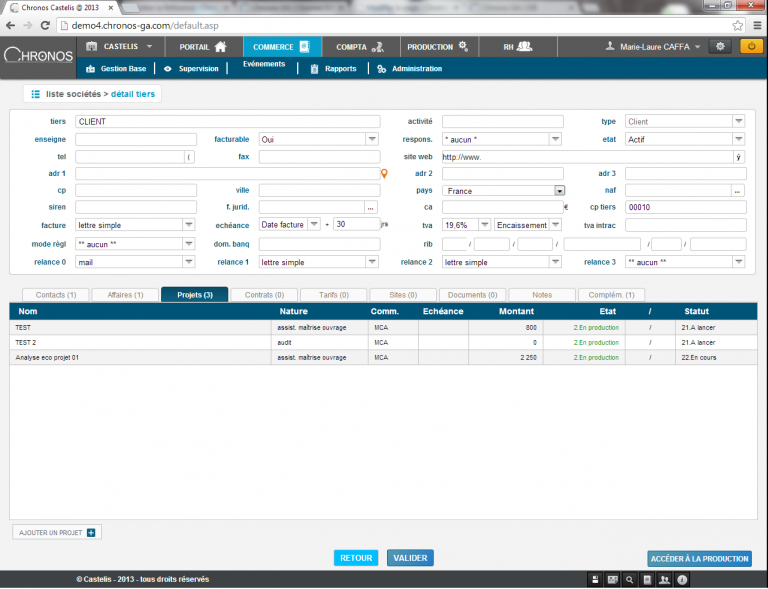 Chronos Castelis @ 2013
demo4.chronos-ga.com/default.asp
CHRONOS
CASTELIS
PORTAIL
COMMERCE
COMPTA
PRODUCTION
RH
Marie-Laure CAFFA
Gestion Base
Supervision
Evénements
Rapports
Administration
liste sociétés > détail tiers
tiers CLIENT activité type Client
enseigne facturable Oui respons. * aucun * etat Actif
tel ( fax site web http://www. ÿ
adr 1 adr 2 adr 3
cp ville pays France naf ...
siren f. jurid. ... ca € cp tiers 00010
facture lettre simple echéance Date facture + 30 jrs tva 19,6% Encaissement tva intrac
mode règl ** aucun ** dom. banq rib / / / / /
relance 0 mail relance 1 lettre simple relance 2 lettre simple relance 3 ** aucun **
Contacts (1) Affaires (1) Projets (3) Contrats (0) Tarifs (0) Sites (0) Documents (0) Notes Complém. (1)
Nom Nature Comm. Echéance Montant Etat / Statut
TEST assist. maîtrise ouvrage MCA 800 2.En production / 21.A lancer
TEST 2 audit MCA 0 2.En production / 21.A lancer
Analyse eco projet 01 assist. maîtrise ouvrage MCA 2 250 2.En production / 22.En cours
AJOUTER UN PROJET
RETOUR
VALIDER
ACCÉDER À LA PRODUCTION
© Castelis - 2013 - tous droits réservés